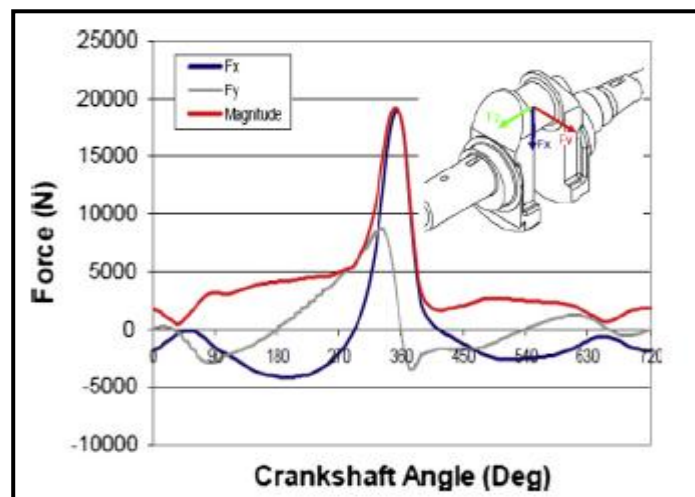 25000
20000
15000
10000
5000
0
-5000
-10000
Force (N)
Fx
Fy
Magnitude
Fx
Fy
0 90 180 270 360 450 540 630 720
Crankshaft Angle (Deg)